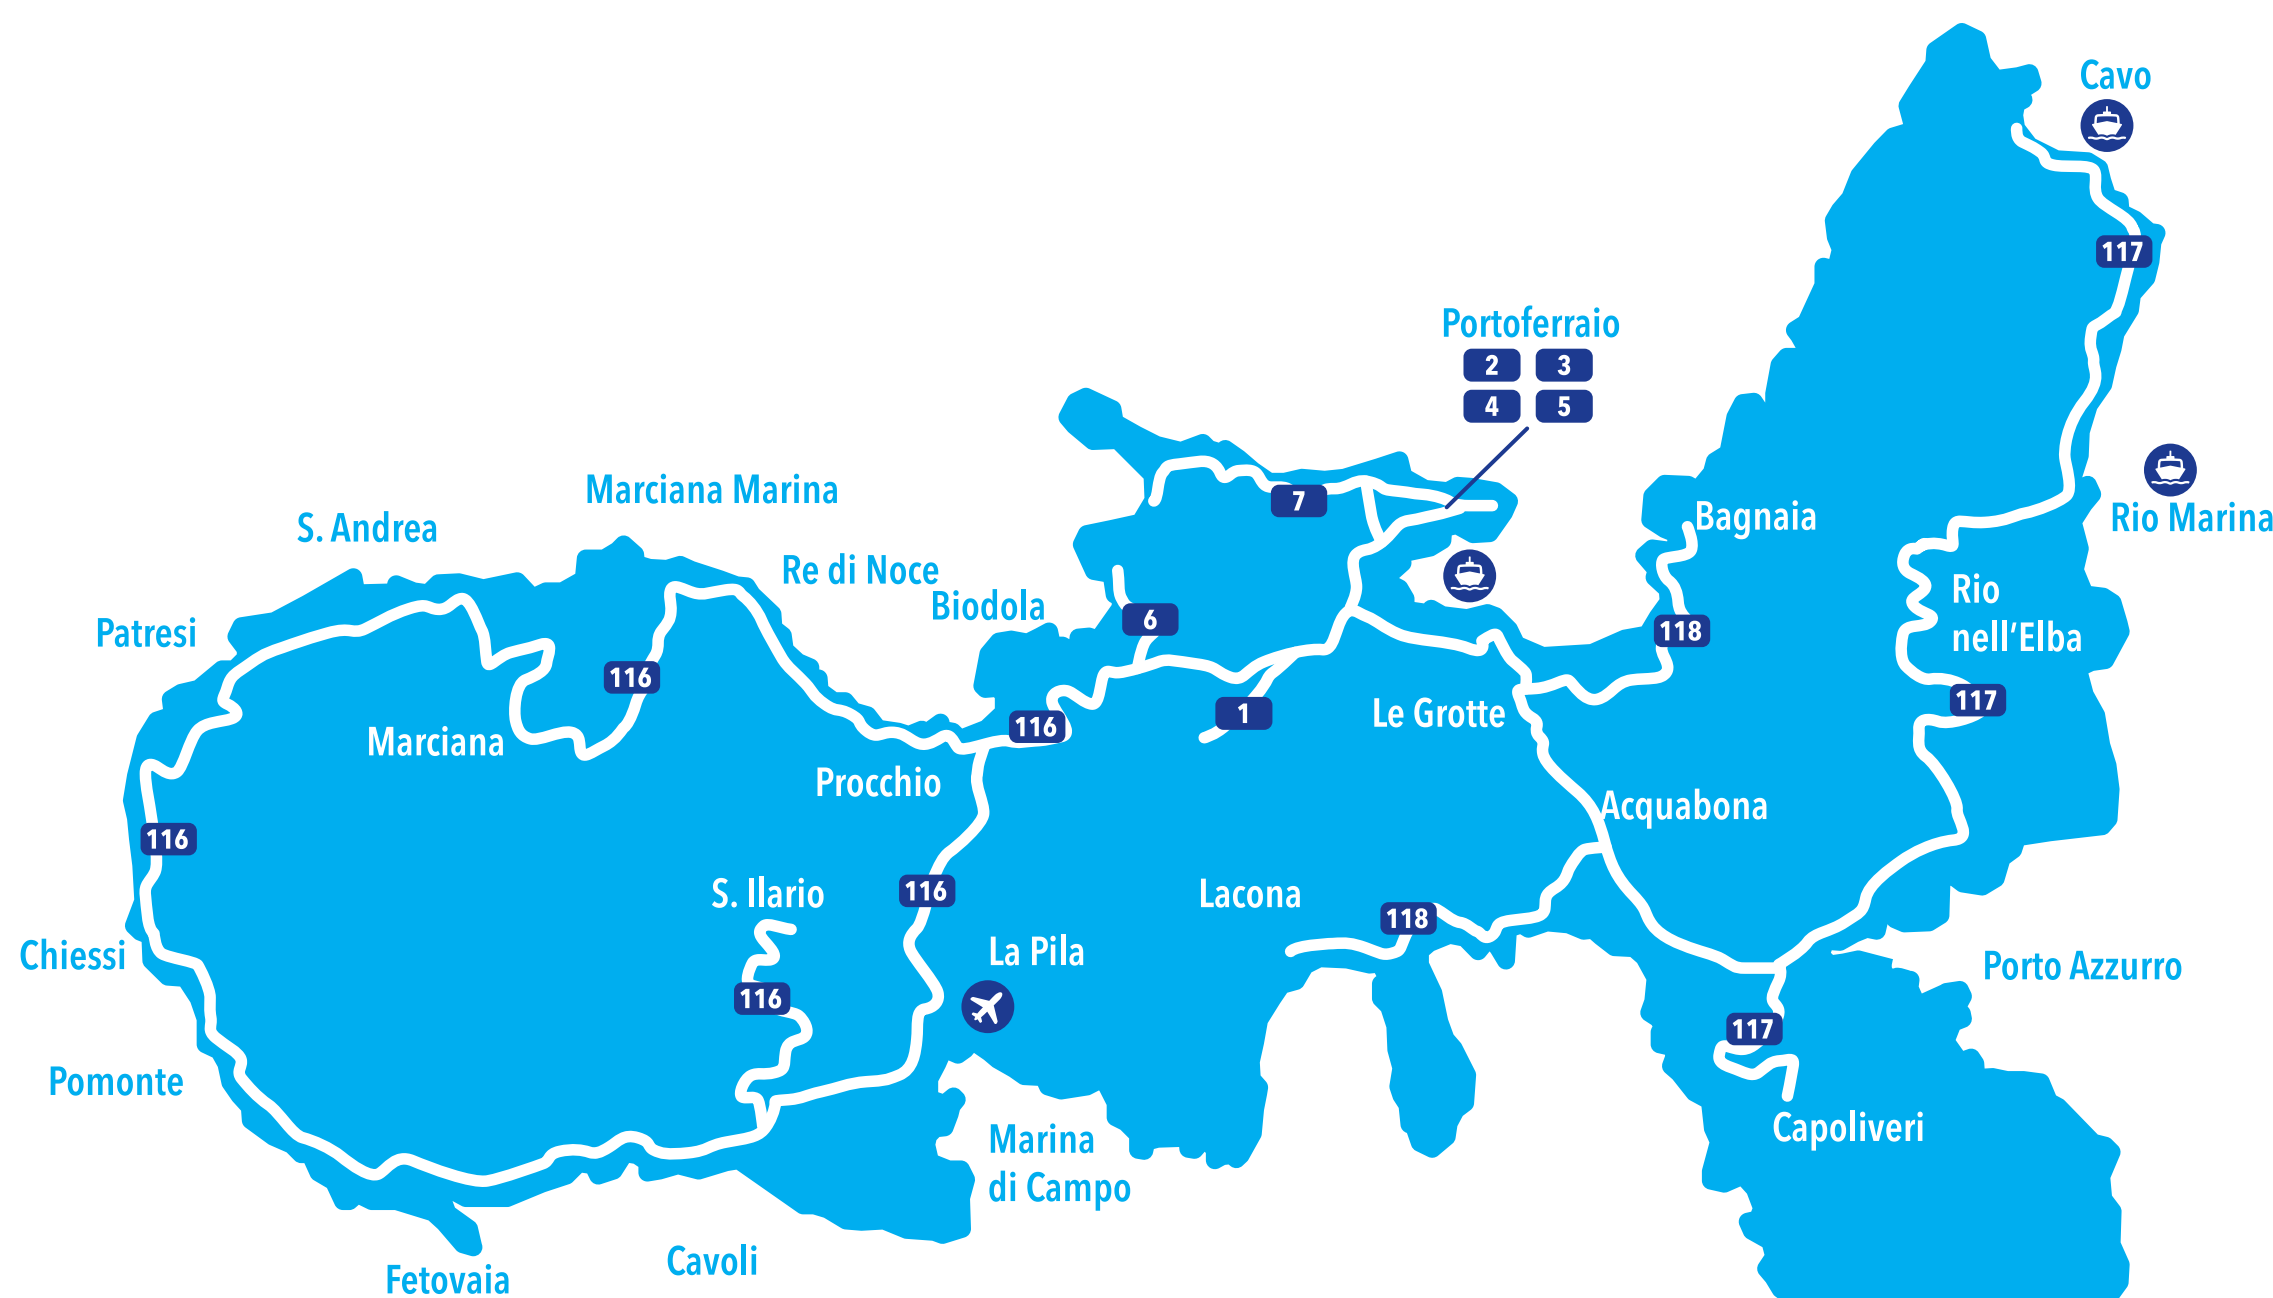 Cavo
117
Portoferraio
2 3
4 5
Marciana Marina
7
S. Andrea
Bagnaia
Rio Marina
Re di Noce
Biodola
Rio
nell'Elba
Patresi
6
118
116
117
1
Le Grotte
116
Marciana
Procchio
Acquabona
116
S. Ilario
116
Lacona
118
Chiessi
La Pila
Porto Azzurro
116
117
Pomonte
Capoliveri
Marina
di Campo
Cavoli
Fetovaia